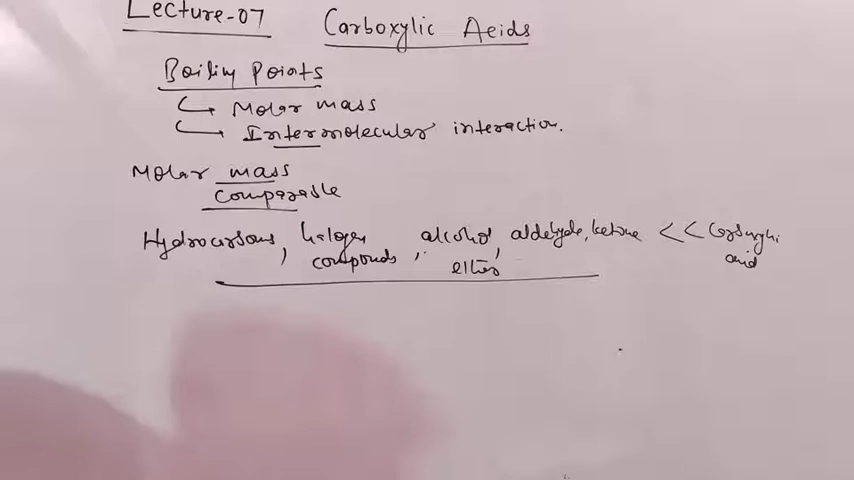 Lecture-07 Carboxylic Acids
Boiling Points
↳ Molar mass
↳ Intermolecular interaction.
Molar mass
comparable
Hydrocarbons, halogen alcohol, aldehyde, ketone << Carboxylic
compounds, ether acid